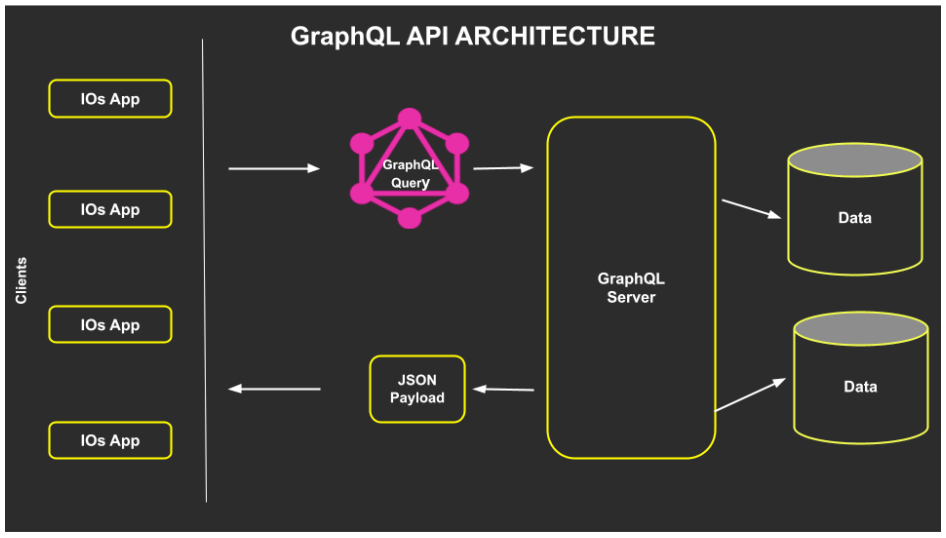 GraphQL API ARCHITECTURE
IOs App
IOs App
IOs App
IOs App
Clients
GraphQL
Query
JSON
Payload
GraphQL
Server
Data
Data